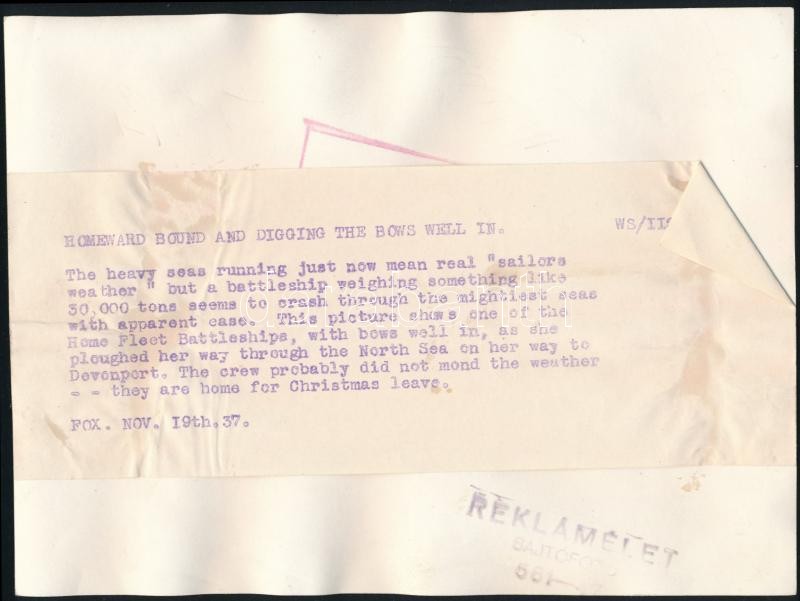 HOMEWARD BOUND AND DIGGING THE BOWS WELL IN. WS/II
The heavy seas running just now mean real "sailors
weather " but a battleship weighing something like
30,000 tons seems to crash through the mightiest seas
with apparent ease. This picture shows one of the
Home Fleet Battleships, with bows well in, as she
ploughed her way through the North Sea on her way to
Devonport. The crew probably did not mond the weather
- - they are home for Christmas leave.
FOX. NOV. I9th.37.
REKLAMÉLET
SAJTÓFOTÓ
561-